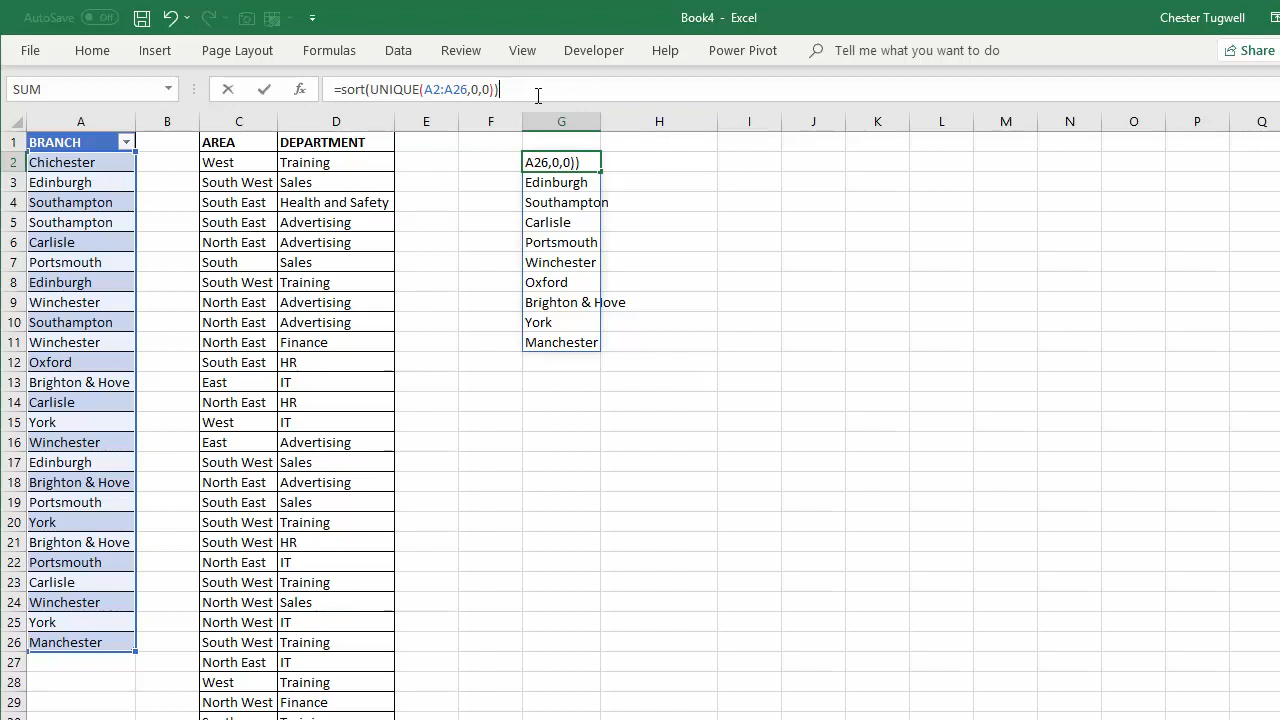 AutoSave Off Book4 - Excel Chester Tugwell
File Home Insert Page Layout Formulas Data Review View Developer Help Power Pivot Tell me what you want to do Share
SUM =sort(UNIQUE(A2:A26,0,0))
A B C D E F G H I J K L M N O P Q
1 BRANCH AREA DEPARTMENT
2 Chichester West Training A26,0,0))
3 Edinburgh South West Sales Edinburgh
4 Southampton South East Health and Safety Southampton
5 Southampton South East Advertising Carlisle
6 Carlisle North East Advertising Portsmouth
7 Portsmouth South Sales Winchester
8 Edinburgh South West Training Oxford
9 Winchester North East Advertising Brighton & Hove
10 Southampton North East Advertising York
11 Winchester North East Finance Manchester
12 Oxford South East HR
13 Brighton & Hove East IT
14 Carlisle North East HR
15 York West IT
16 Winchester East Advertising
17 Edinburgh South West Sales
18 Brighton & Hove North East Advertising
19 Portsmouth South East Sales
20 York South West Training
21 Brighton & Hove South West HR
22 Portsmouth North East IT
23 Carlisle South West Training
24 Winchester North West Sales
25 York North West IT
26 Manchester South West Training
27 North East IT
28 West Training
29 North West Finance